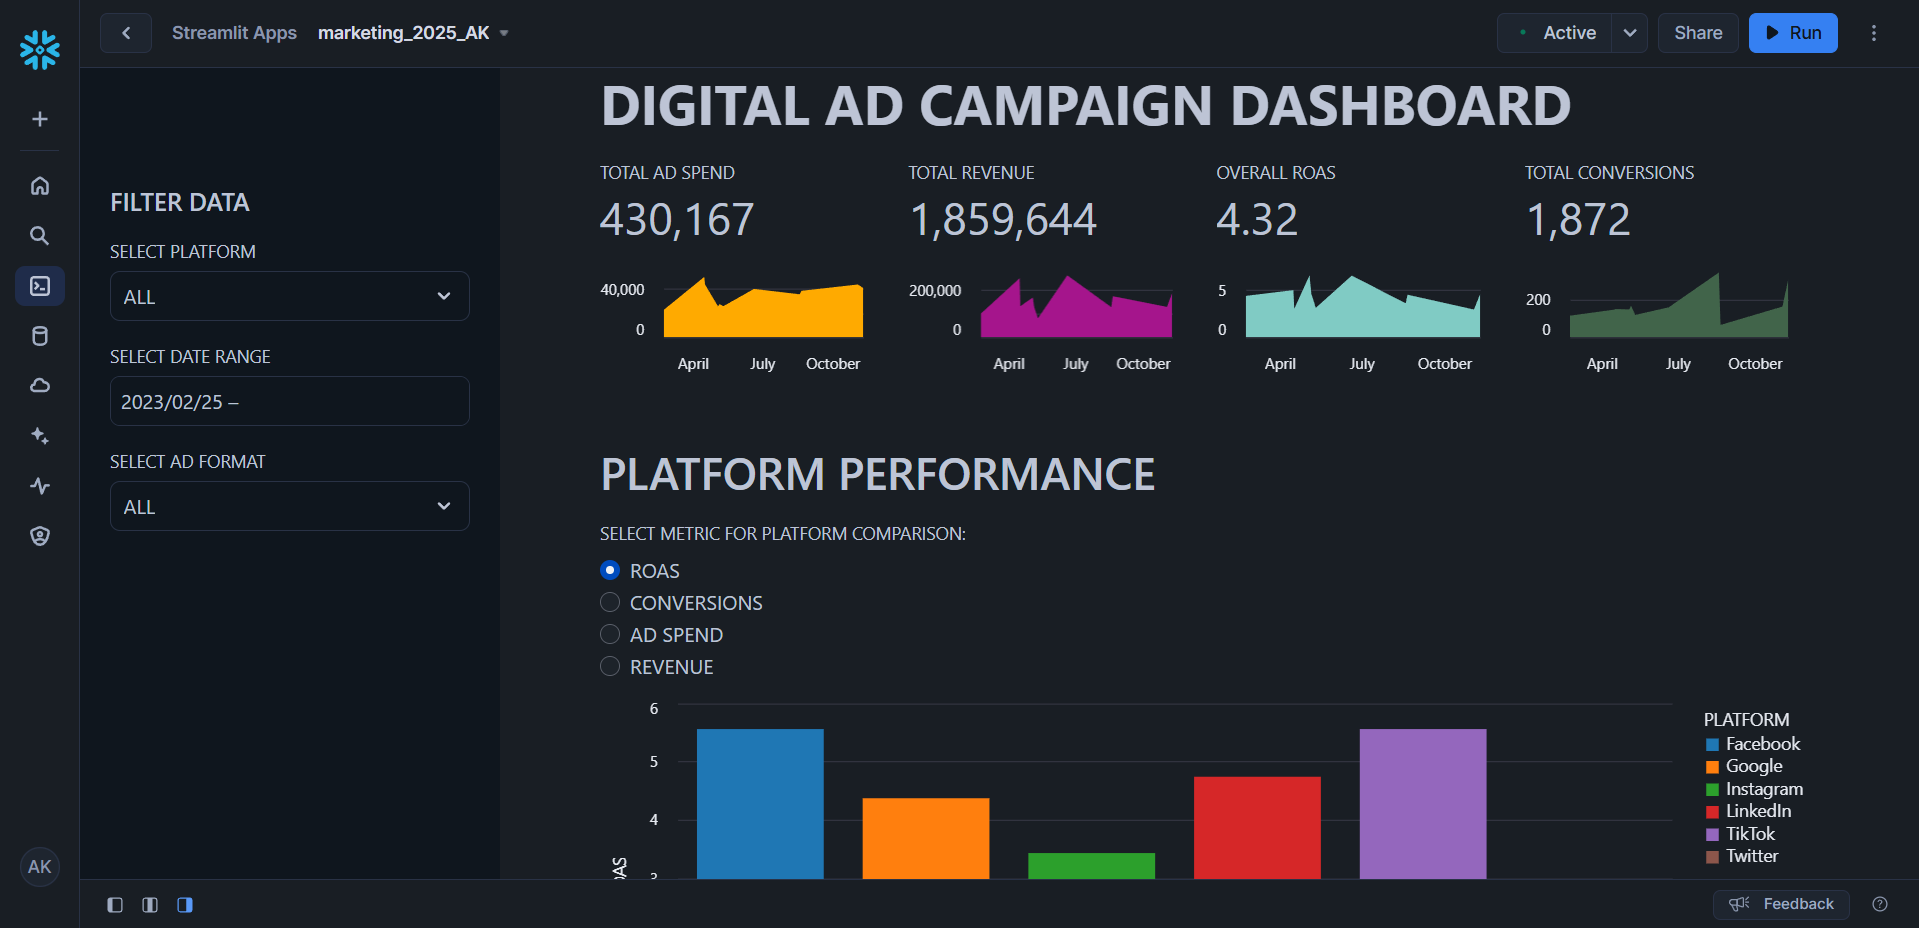 Streamlit Apps
marketing_2025_AK
Active
Share
Run
FILTER DATA
SELECT PLATFORM
ALL
SELECT DATE RANGE
2023/02/25 –
SELECT AD FORMAT
ALL
AK
DIGITAL AD CAMPAIGN DASHBOARD
TOTAL AD SPEND
430,167
40,000
0
April July October
TOTAL REVENUE
1,859,644
200,000
0
April July October
OVERALL ROAS
4.32
5
0
April July October
TOTAL CONVERSIONS
1,872
200
0
April July October
PLATFORM PERFORMANCE
SELECT METRIC FOR PLATFORM COMPARISON:
ROAS
CONVERSIONS
AD SPEND
REVENUE
6
5
4
PLATFORM
Facebook
Google
Instagram
LinkedIn
TikTok
Twitter
Feedback